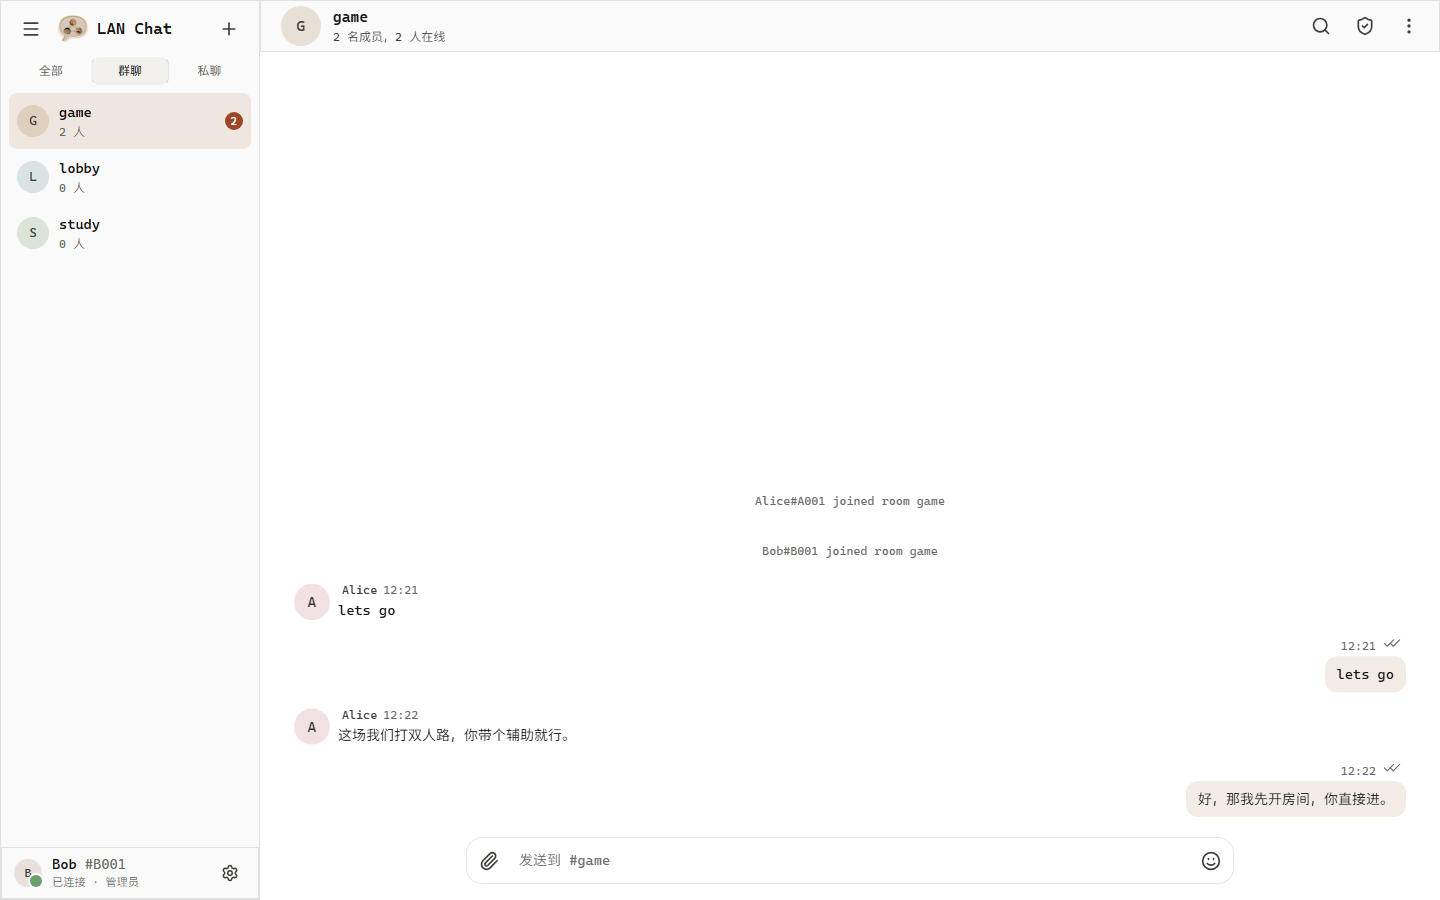 LAN Chat
全部 群聊 私聊
G game 2
2 人
L lobby
0 人
S study
0 人
B Bob #B001
已连接 · 管理员
G game
2 名成员, 2 人在线
Alice#A001 joined room game
Bob#B001 joined room game
Alice 12:21
A lets go
12:21
lets go
Alice 12:22
A 这场我们打双人路，你带个辅助就行。
12:22
好，那我先开房间，你直接进。
发送到 #game